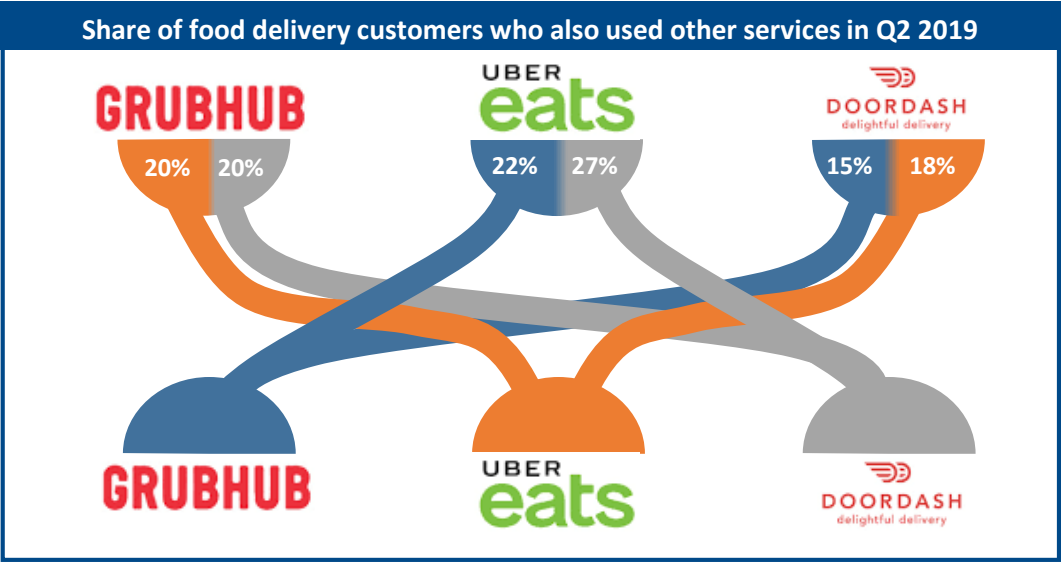 Share of food delivery customers who also used other services in Q2 2019
GRUBHUB
UBER
eats
DOORDASH
delightful delivery
20% 20%
22% 27%
15% 18%
GRUBHUB
UBER
eats
DOORDASH
delightful delivery